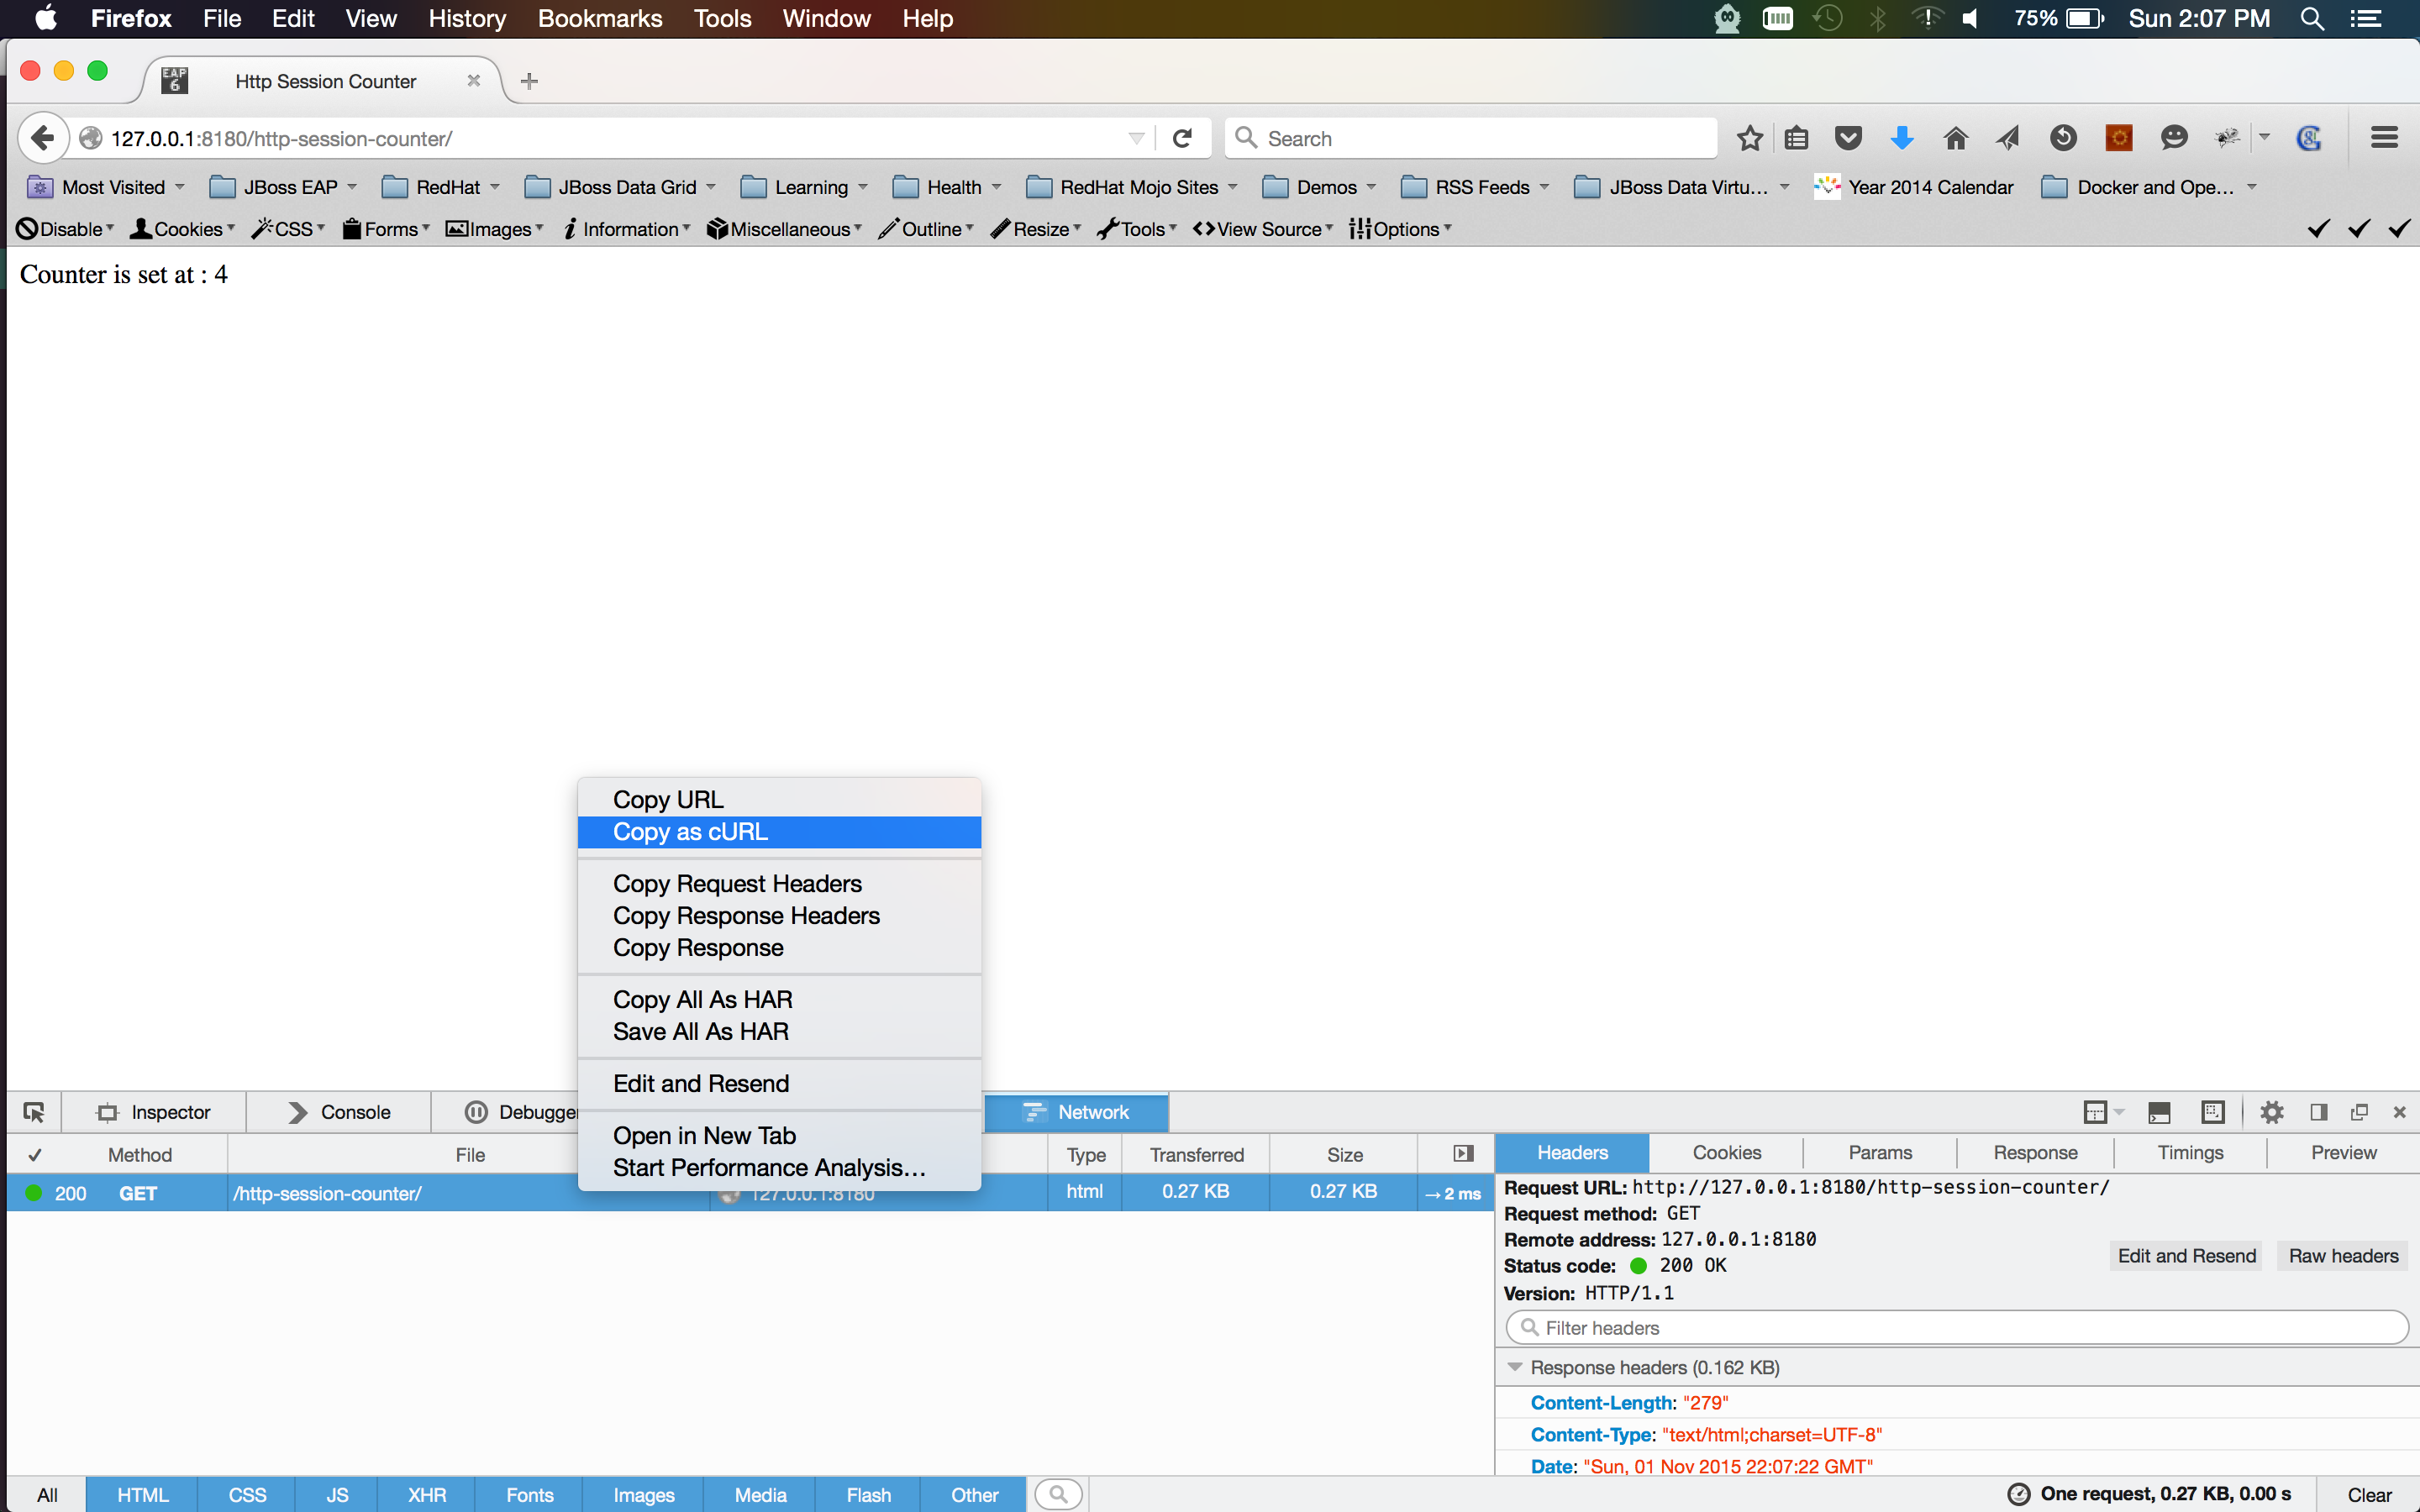 Firefox File Edit View History Bookmarks Tools Window Help 75% Sun 2:07 PM
EAP 6 Http Session Counter
127.0.0.1:8180/http-session-counter/ Search
Most Visited JBoss EAP RedHat JBoss Data Grid Learning Health RedHat Mojo Sites Demos RSS Feeds JBoss Data Virtu... Year 2014 Calendar Docker and Ope...
Disable Cookies CSS Forms Images Information Miscellaneous Outline Resize Tools View Source Options
Counter is set at : 4
Copy URL
Copy as cURL
Copy Request Headers
Copy Response Headers
Copy Response
Copy All As HAR
Save All As HAR
Edit and Resend
Open in New Tab
Start Performance Analysis...
Inspector Console Debugger Network
✓ Method File Type Transferred Size
200 GET /http-session-counter/ 127.0.0.1:8180 html 0.27 KB 0.27 KB → 2 ms
Headers Cookies Params Response Timings Preview
Request URL: http://127.0.0.1:8180/http-session-counter/
Request method: GET
Remote address: 127.0.0.1:8180
Status code: 200 OK
Edit and Resend Raw headers
Version: HTTP/1.1
Filter headers
Response headers (0.162 KB)
Content-Length: "279"
Content-Type: "text/html;charset=UTF-8"
Date: "Sun, 01 Nov 2015 22:07:22 GMT"
All HTML CSS JS XHR Fonts Images Media Flash Other One request, 0.27 KB, 0.00 s Clear